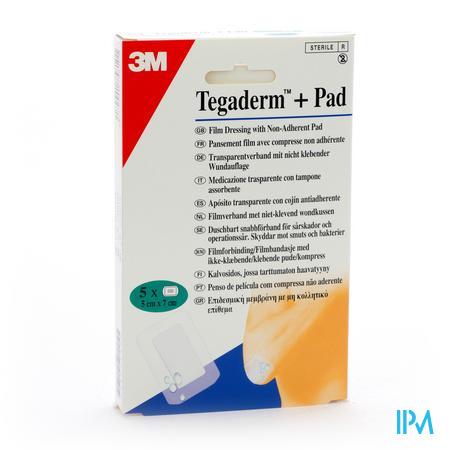 3M
STERILE R
2
Tegaderm™ + Pad
GB Film Dressing with Non-Adherent Pad
FR Pansement film avec compresse non adhérente
DE Transparentverband mit nicht klebender
Wundauflage
IT Medicazione trasparente con tampone
assorbente
ES Apósito transparente con cojín antiadherente
NL Filmverband met niet-klevend wondkussen
SE Duschbart snabbförband för sårskador och
operationssår. Skyddar mot smuts och bakterier
DK Filmforbinding/Filmbandasje med
ikke-klebende/klebende pude/kompress
FI Kalvosidos, jossa tarttumaton haavatyyny
PT Penso de película com compressa não aderente
GR Επιδεσμική μεμβράνη με μη κολλητικό
επίθεμα
5 x
5 cm x 7 cm
IPM